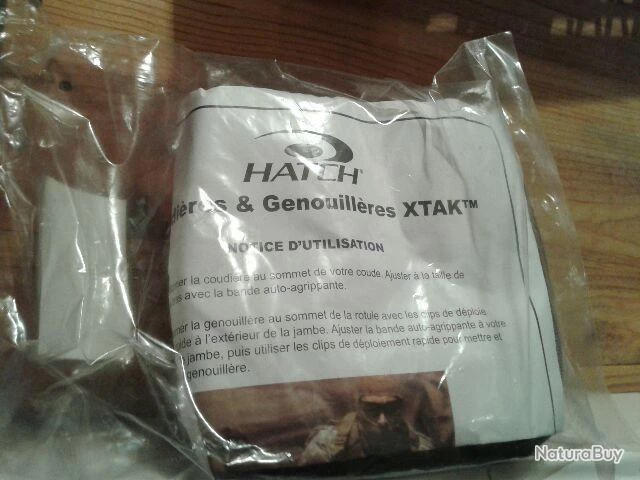 HATCH®
& Genouillères XTAK™
NOTICE D'UTILISATION
la coudière au sommet de votre coude. Ajuster à la taille de
avec la bande auto-agrippante.
la genouillère au sommet de la rotule avec les clips de déploie
à l'extérieur de la jambe. Ajuster la bande auto-agrippante à votre
jambe, puis utiliser les clips de déploiement rapide pour mettre et
genouillère.
NaturaBuy